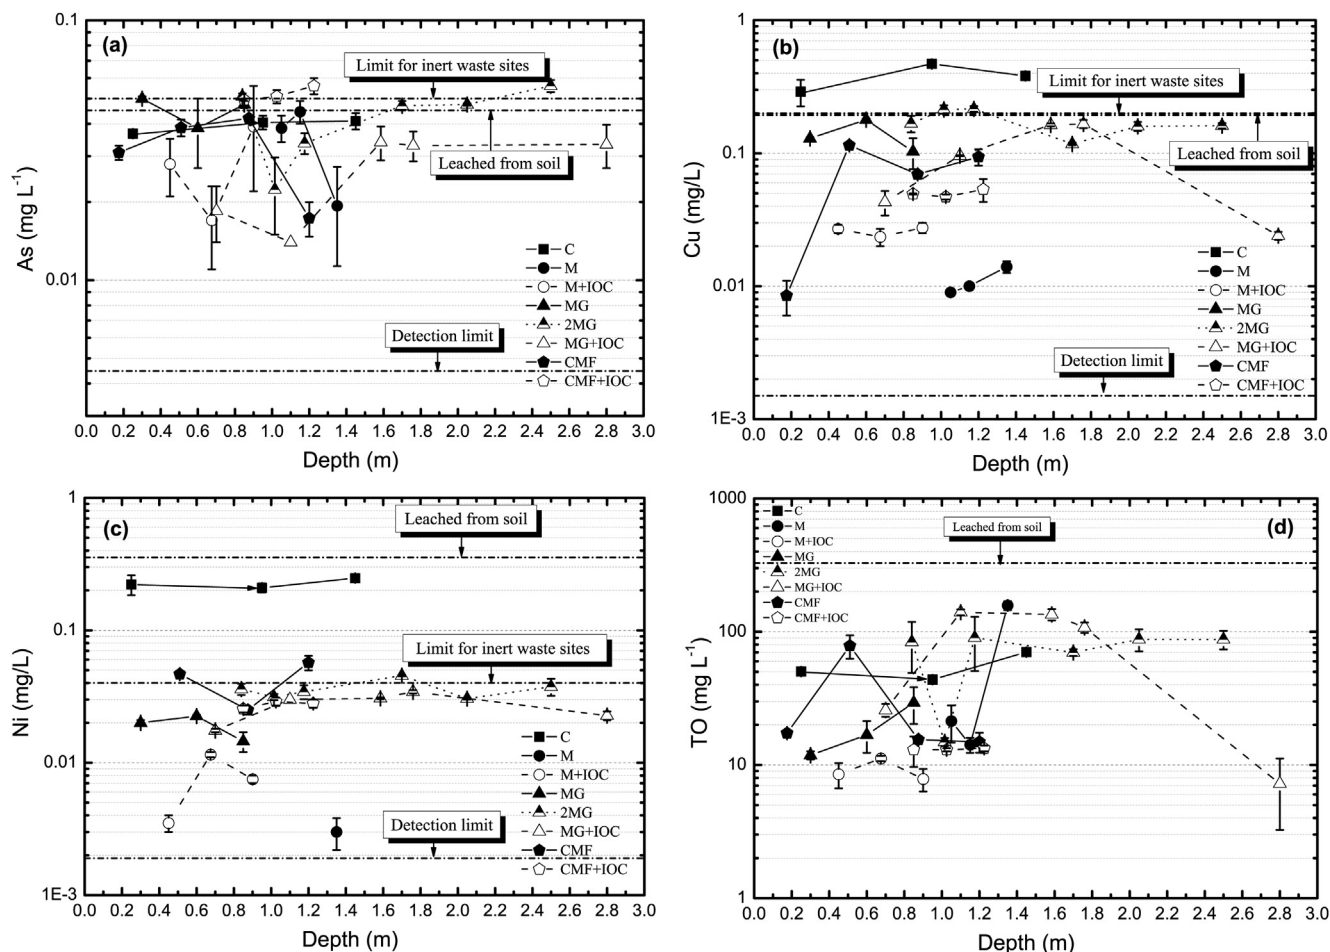 (a)
0.1
0.01
As (mg L⁻¹)
Limit for inert waste sites
Leached from soil
Detection limit
C
M
M+IOC
MG
2MG
MG+IOC
CMF
CMF+IOC
0.0 0.2 0.4 0.6 0.8 1.0 1.2 1.4 1.6 1.8 2.0 2.2 2.4 2.6 2.8 3.0
Depth (m)
(b)
1
0.1
0.01
1E-3
Cu (mg/L)
Limit for inert waste sites
Leached from soil
Detection limit
C
M
M+IOC
MG
2MG
MG+IOC
CMF
CMF+IOC
0.0 0.2 0.4 0.6 0.8 1.0 1.2 1.4 1.6 1.8 2.0 2.2 2.4 2.6 2.8 3.0
Depth (m)
(c)
1
0.1
0.01
1E-3
Ni (mg/L)
Leached from soil
Limit for inert waste sites
Detection limit
C
M
M+IOC
MG
2MG
MG+IOC
CMF
CMF+IOC
0.0 0.2 0.4 0.6 0.8 1.0 1.2 1.4 1.6 1.8 2.0 2.2 2.4 2.6 2.8 3.0
Depth (m)
(d)
1000
100
10
1
TO (mg L⁻¹)
Leached from soil
C
M
M+IOC
MG
2MG
MG+IOC
CMF
CMF+IOC
0.0 0.2 0.4 0.6 0.8 1.0 1.2 1.4 1.6 1.8 2.0 2.2 2.4 2.6 2.8 3.0
Depth (m)